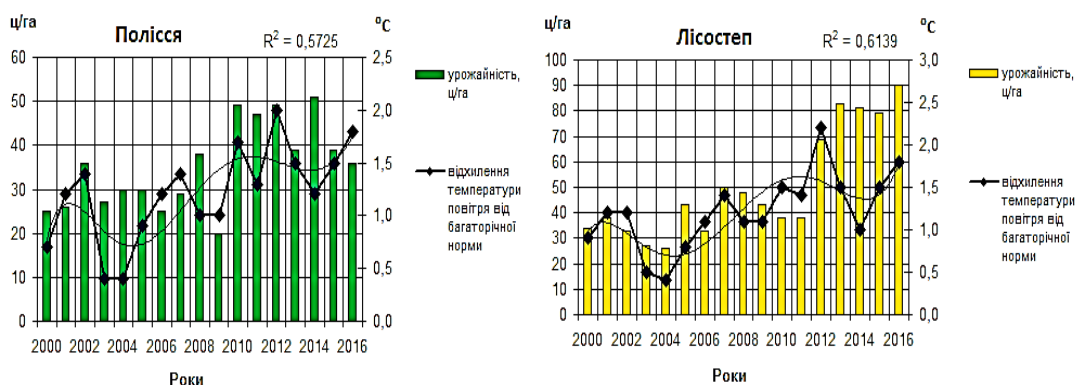 ц/га
Полісся
R² = 0,5725
°C
60
50
40
30
20
10
0
2,5
2,0
1,5
1,0
0,5
0,0
2000 2002 2004 2006 2008 2010 2012 2014 2016
Роки
урожайність,
ц/га
відхилення
температури
повітря від
багаторічної
норми
ц/га
Лісостеп
R² = 0,6139
°C
100
90
80
70
60
50
40
30
20
10
0
3,0
2,5
2,0
1,5
1,0
0,5
0,0
2000 2002 2004 2006 2008 2010 2012 2014 2016
Роки
урожайність,
ц/га
відхилення
температури
повітря від
багаторічної
норми